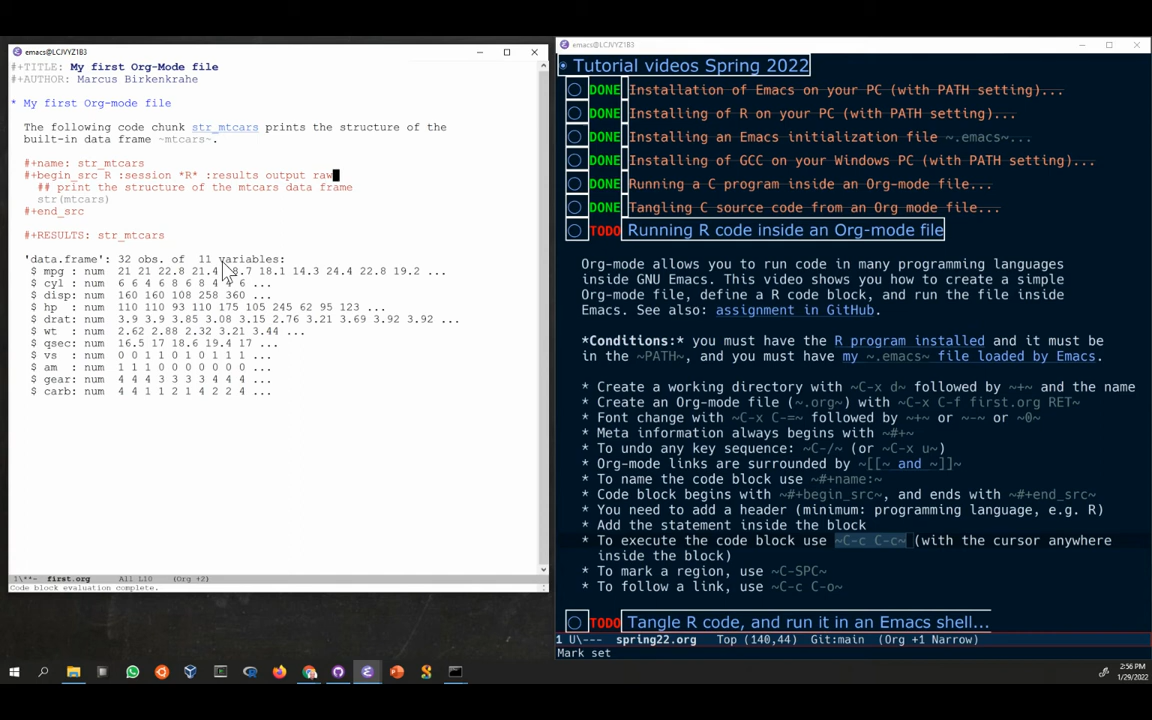 emacs@LCJVYZ1B3
#+TITLE: My first Org-Mode file
#+AUTHOR: Marcus Birkenkrahe
* My first Org-mode file
The following code chunk str_mtcars prints the structure of the
built-in data frame ~mtcars~.
#+name: str_mtcars
#+begin_src R :session *R* :results output raw
## print the structure of the mtcars data frame
str(mtcars)
#+end_src
#+RESULTS: str_mtcars
'data.frame': 32 obs. of 11 variables:
$ mpg : num 21 21 22.8 21.4 18.7 18.1 14.3 24.4 22.8 19.2 ...
$ cyl : num 6 6 4 6 8 6 8 4 4 6 ...
$ disp: num 160 160 108 258 360 ...
$ hp : num 110 110 93 110 175 105 245 62 95 123 ...
$ drat: num 3.9 3.9 3.85 3.08 3.15 2.76 3.21 3.69 3.92 3.92 ...
$ wt : num 2.62 2.88 2.32 3.21 3.44 ...
$ qsec: num 16.5 17 18.6 19.4 17 ...
$ vs : num 0 0 1 1 0 1 0 1 1 1 ...
$ am : num 1 1 1 0 0 0 0 0 0 0 ...
$ gear: num 4 4 4 3 3 3 3 4 4 4 ...
$ carb: num 4 4 1 1 2 1 4 2 2 4 ...
1\**- first.org All L10 (Org +2)
Code block evaluation complete.
emacs@LCJVYZ1B3
Tutorial videos Spring 2022
DONE Installation of Emacs on your PC (with PATH setting)...
DONE Installing of R on your PC (with PATH setting)...
DONE Installing an Emacs initialization file ~.emacs~...
DONE Installing of GCC on your Windows PC (with PATH setting)...
DONE Running a C program inside an Org-mode file...
DONE Tangling C source code from an Org mode file...
TODO Running R code inside an Org-mode file
Org-mode allows you to run code in many programming languages
inside GNU Emacs. This video shows you how to create a simple
Org-mode file, define a R code block, and run the file inside
Emacs. See also: assignment in GitHub.
*Conditions:* you must have the R program installed and it must be
in the ~PATH~, and you must have my ~.emacs~ file loaded by Emacs.
* Create a working directory with ~C-x d~ followed by ~+~ and the name
* Create an Org-mode file (~.org~) with ~C-x C-f first.org RET~
* Font change with ~C-x C-=~ followed by ~+~ or ~-~ or ~0~
* Meta information always begins with ~#+~
* To undo any key sequence: ~C-/~ (or ~C-x u~)
* Org-mode links are surrounded by ~[[~ and ~]]~
* To name the code block use ~#+name:~
* Code block begins with ~#+begin_src~, and ends with ~#+end_src~
* You need to add a header (minimum: programming language, e.g. R)
* Add the statement inside the block
* To execute the code block use ~C-c C-c~ (with the cursor anywhere
inside the block)
* To mark a region, use ~C-SPC~
* To follow a link, use ~C-c C-o~
TODO Tangle R code, and run it in an Emacs shell...
1 U\--- spring22.org Top (140,44) Git:main (Org +1 Narrow)
Mark set
2:56 PM
1/29/2022